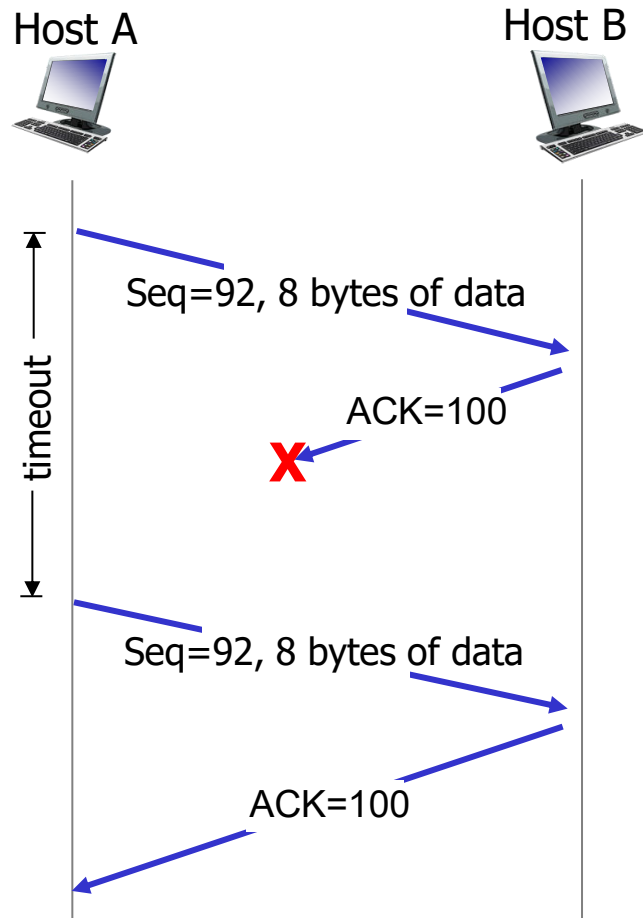 Host A
Host B
Seq=92, 8 bytes of data
ACK=100
X
timeout
Seq=92, 8 bytes of data
ACK=100